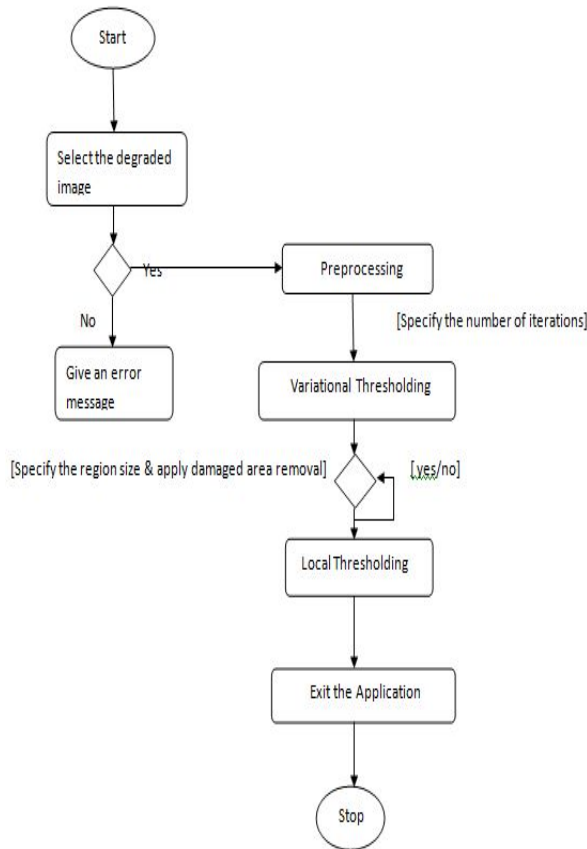 Start
Select the degraded
image
Yes
Preprocessing
No
[Specify the number of iterations]
Give an error
message
Variational Thresholding
[Specify the region size & apply damaged area removal]
[yes/no]
Local Thresholding
Exit the Application
Stop